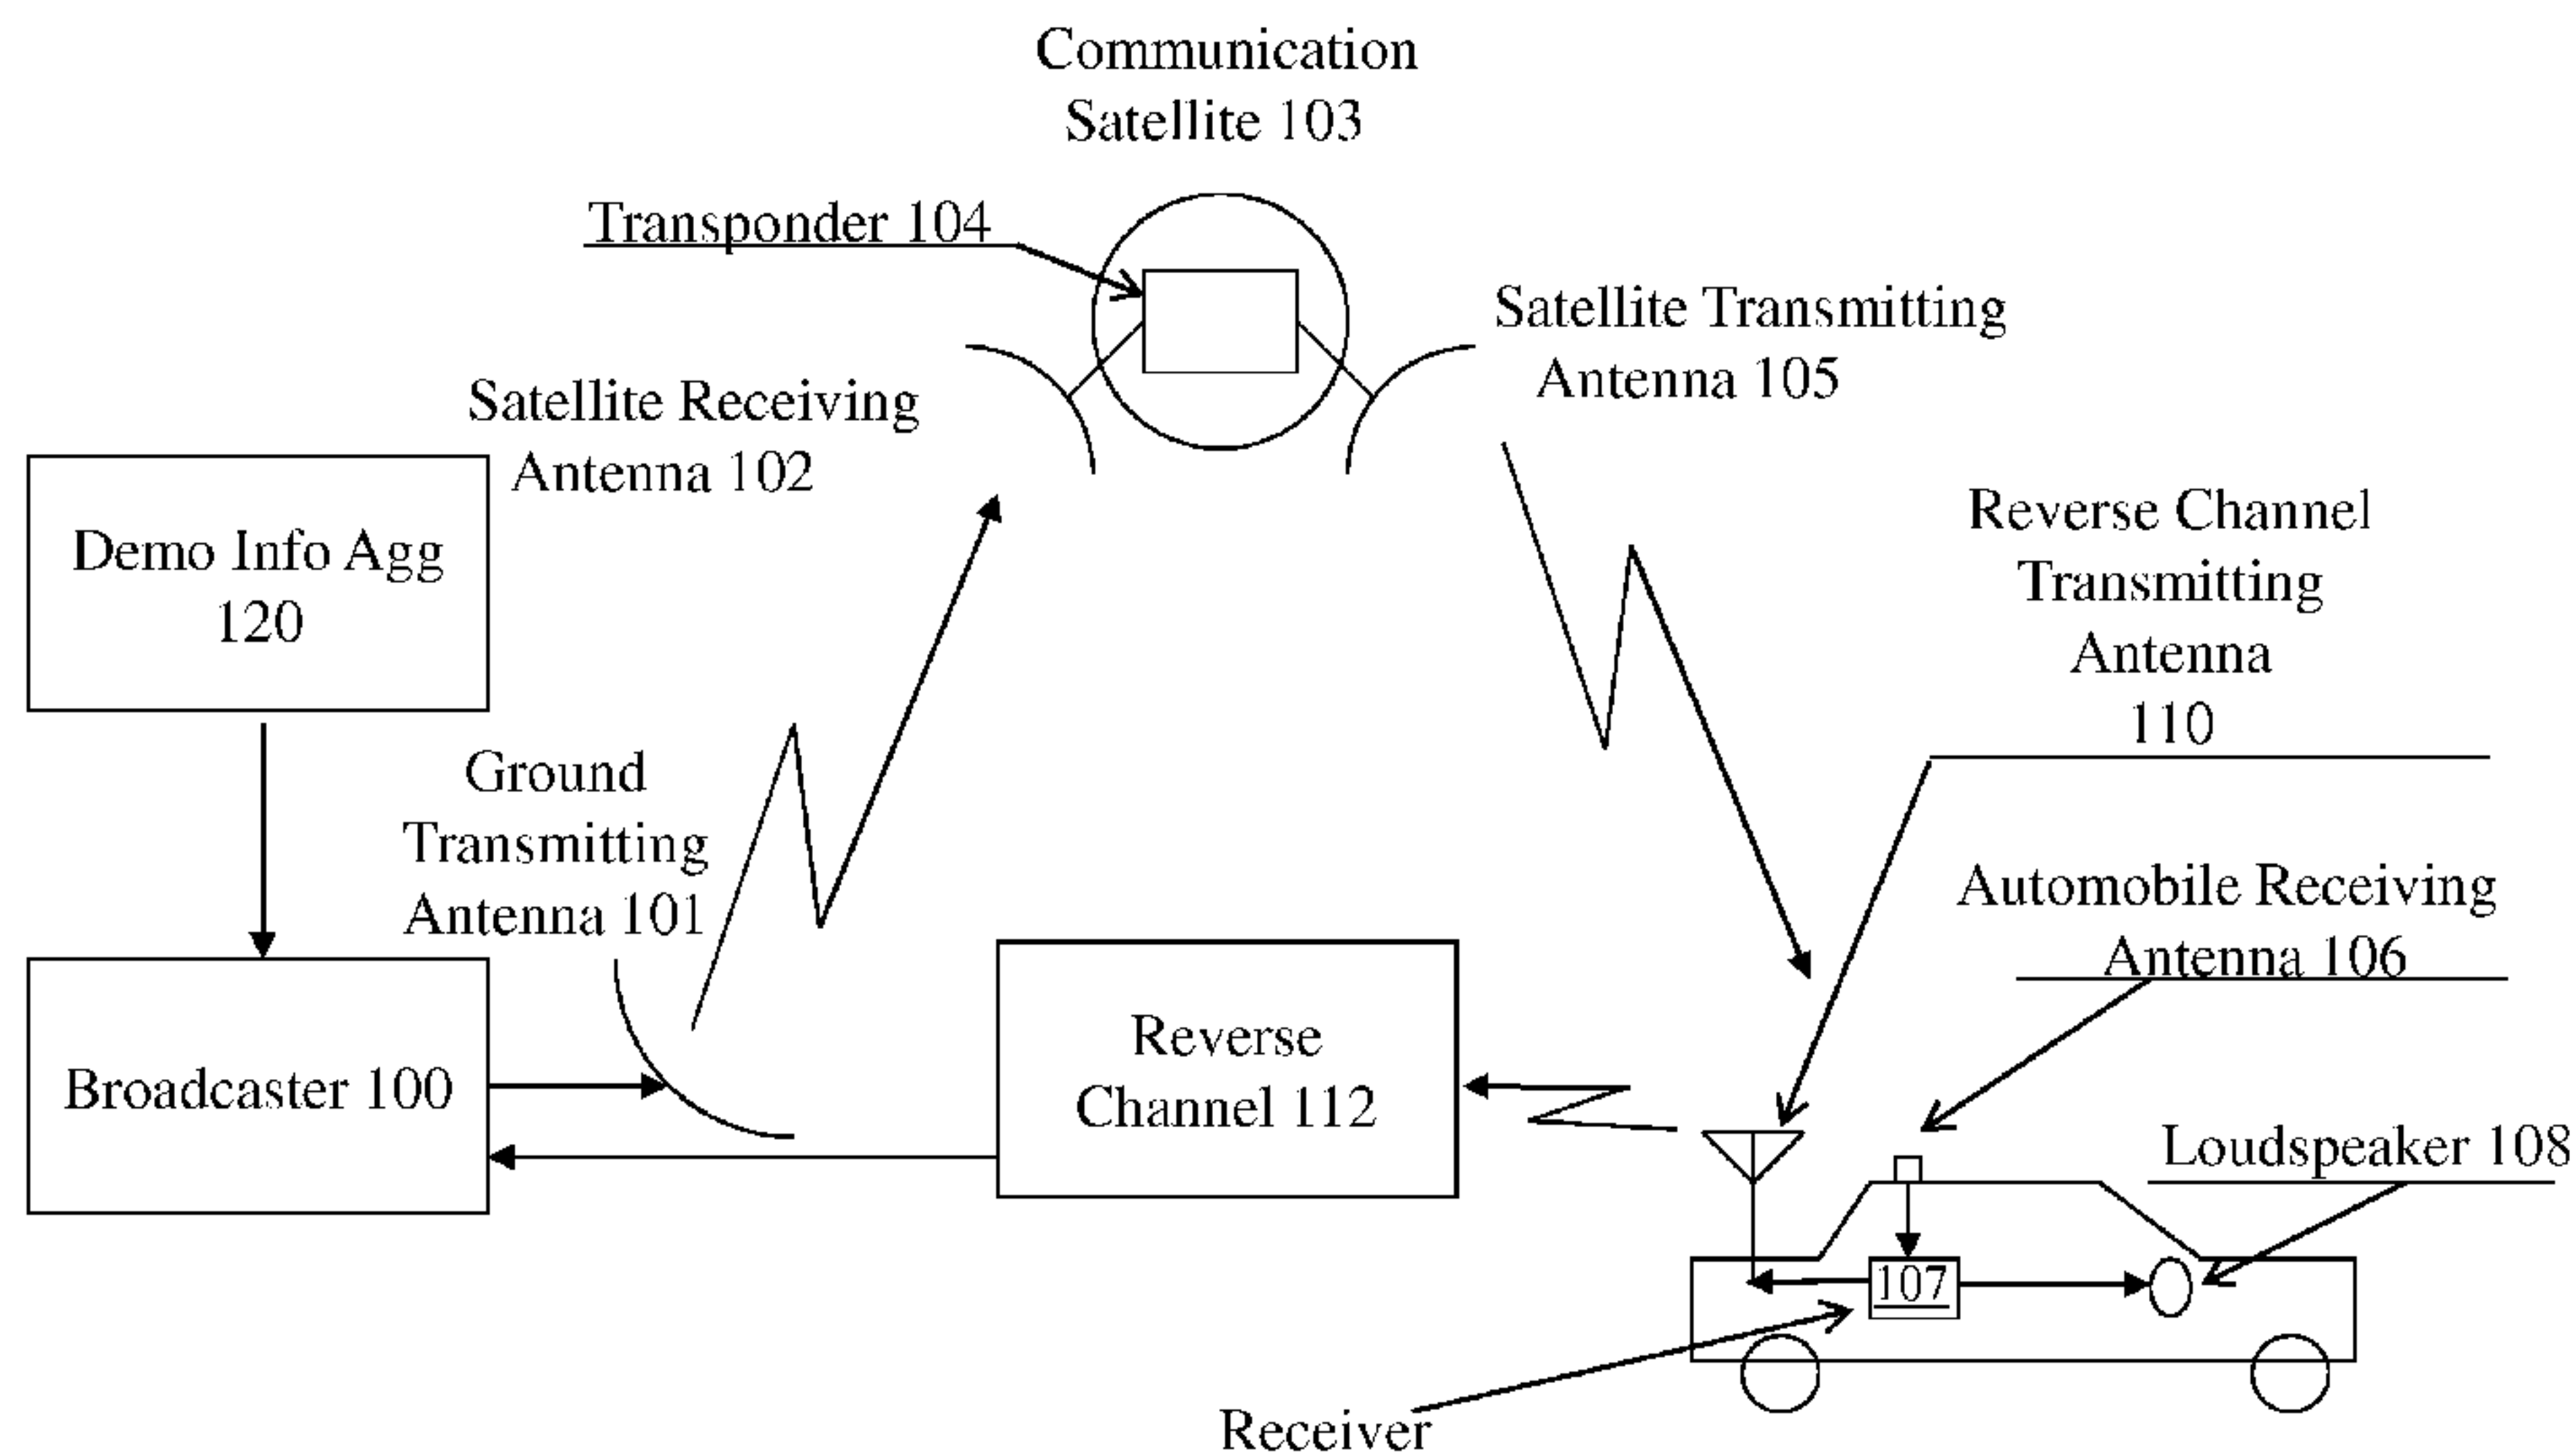 Communication
Satellite 103
Transponder 104
Satellite Transmitting
Antenna 105
Satellite Receiving
Antenna 102
Demo Info Agg
120
Reverse Channel
Transmitting
Antenna
110
Ground
Transmitting
Antenna 101
Automobile Receiving
Antenna 106
Broadcaster 100
Reverse
Channel 112
Loudspeaker 108
107
Receiver